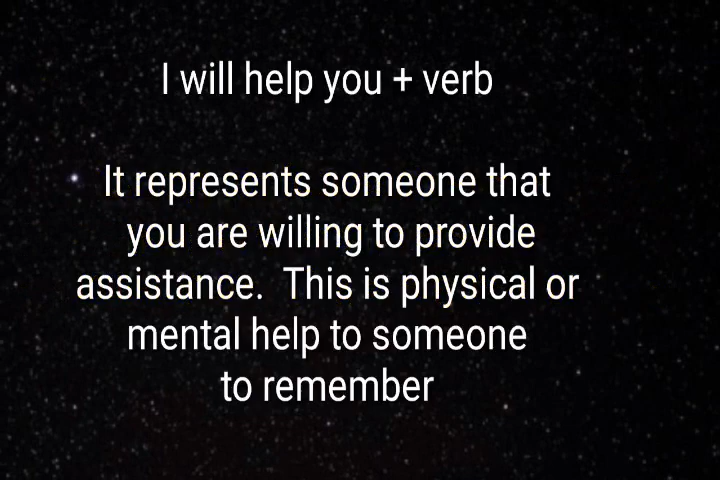 I will help you + verb
It represents someone that
you are willing to provide
assistance.  This is physical or
mental help to someone
to remember